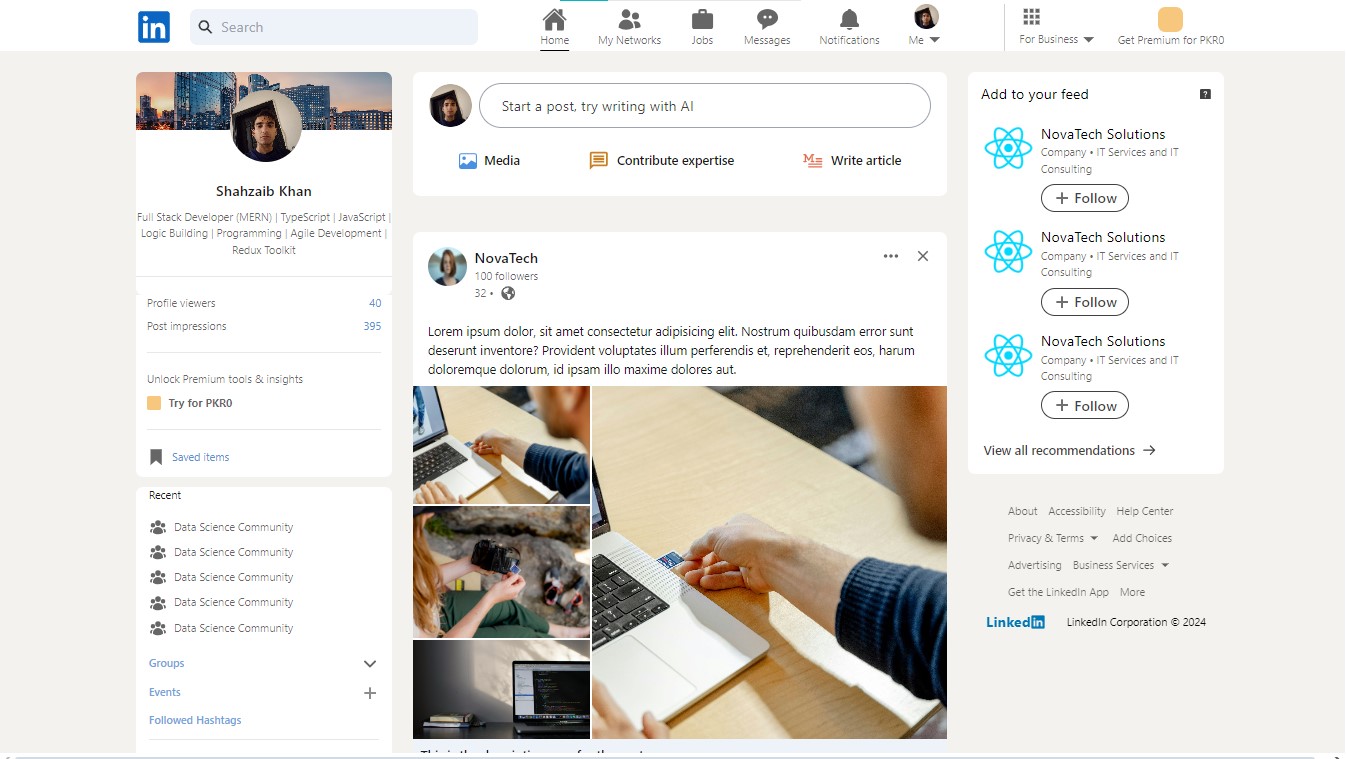 in
Search
Home
My Networks
Jobs
Messages
Notifications
Me
For Business
Get Premium for PKR0
Shahzaib Khan
Full Stack Developer (MERN) | TypeScript | JavaScript |
Logic Building | Programming | Agile Development |
Redux Toolkit
Profile viewers 40
Post impressions 395
Unlock Premium tools & insights
Try for PKR0
Saved items
Recent
Data Science Community
Data Science Community
Data Science Community
Data Science Community
Data Science Community
Groups
Events
Followed Hashtags
Start a post, try writing with AI
Media
Contribute expertise
Write article
NovaTech
100 followers
32 •
Lorem ipsum dolor, sit amet consectetur adipisicing elit. Nostrum quibusdam error sunt
deserunt inventore? Provident voluptates illum perferendis et, reprehenderit eos, harum
doloremque dolorum, id ipsam illo maxime dolores aut.
Add to your feed
?
NovaTech Solutions
Company • IT Services and IT
Consulting
+ Follow
NovaTech Solutions
Company • IT Services and IT
Consulting
+ Follow
NovaTech Solutions
Company • IT Services and IT
Consulting
+ Follow
View all recommendations →
About Accessibility Help Center
Privacy & Terms Add Choices
Advertising Business Services
Get the LinkedIn App More
Linkedin LinkedIn Corporation © 2024